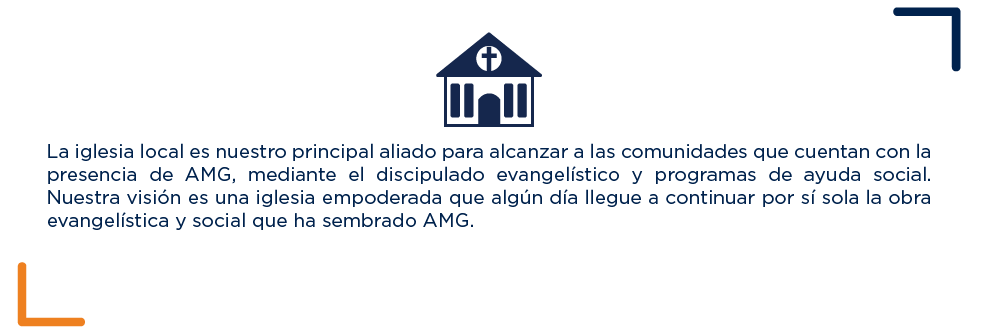 La iglesia local es nuestro principal aliado para alcanzar a las comunidades que cuentan con la
presencia de AMG, mediante el discipulado evangelístico y programas de ayuda social.
Nuestra visión es una iglesia empoderada que algún día llegue a continuar por sí sola la obra
evangelística y social que ha sembrado AMG.